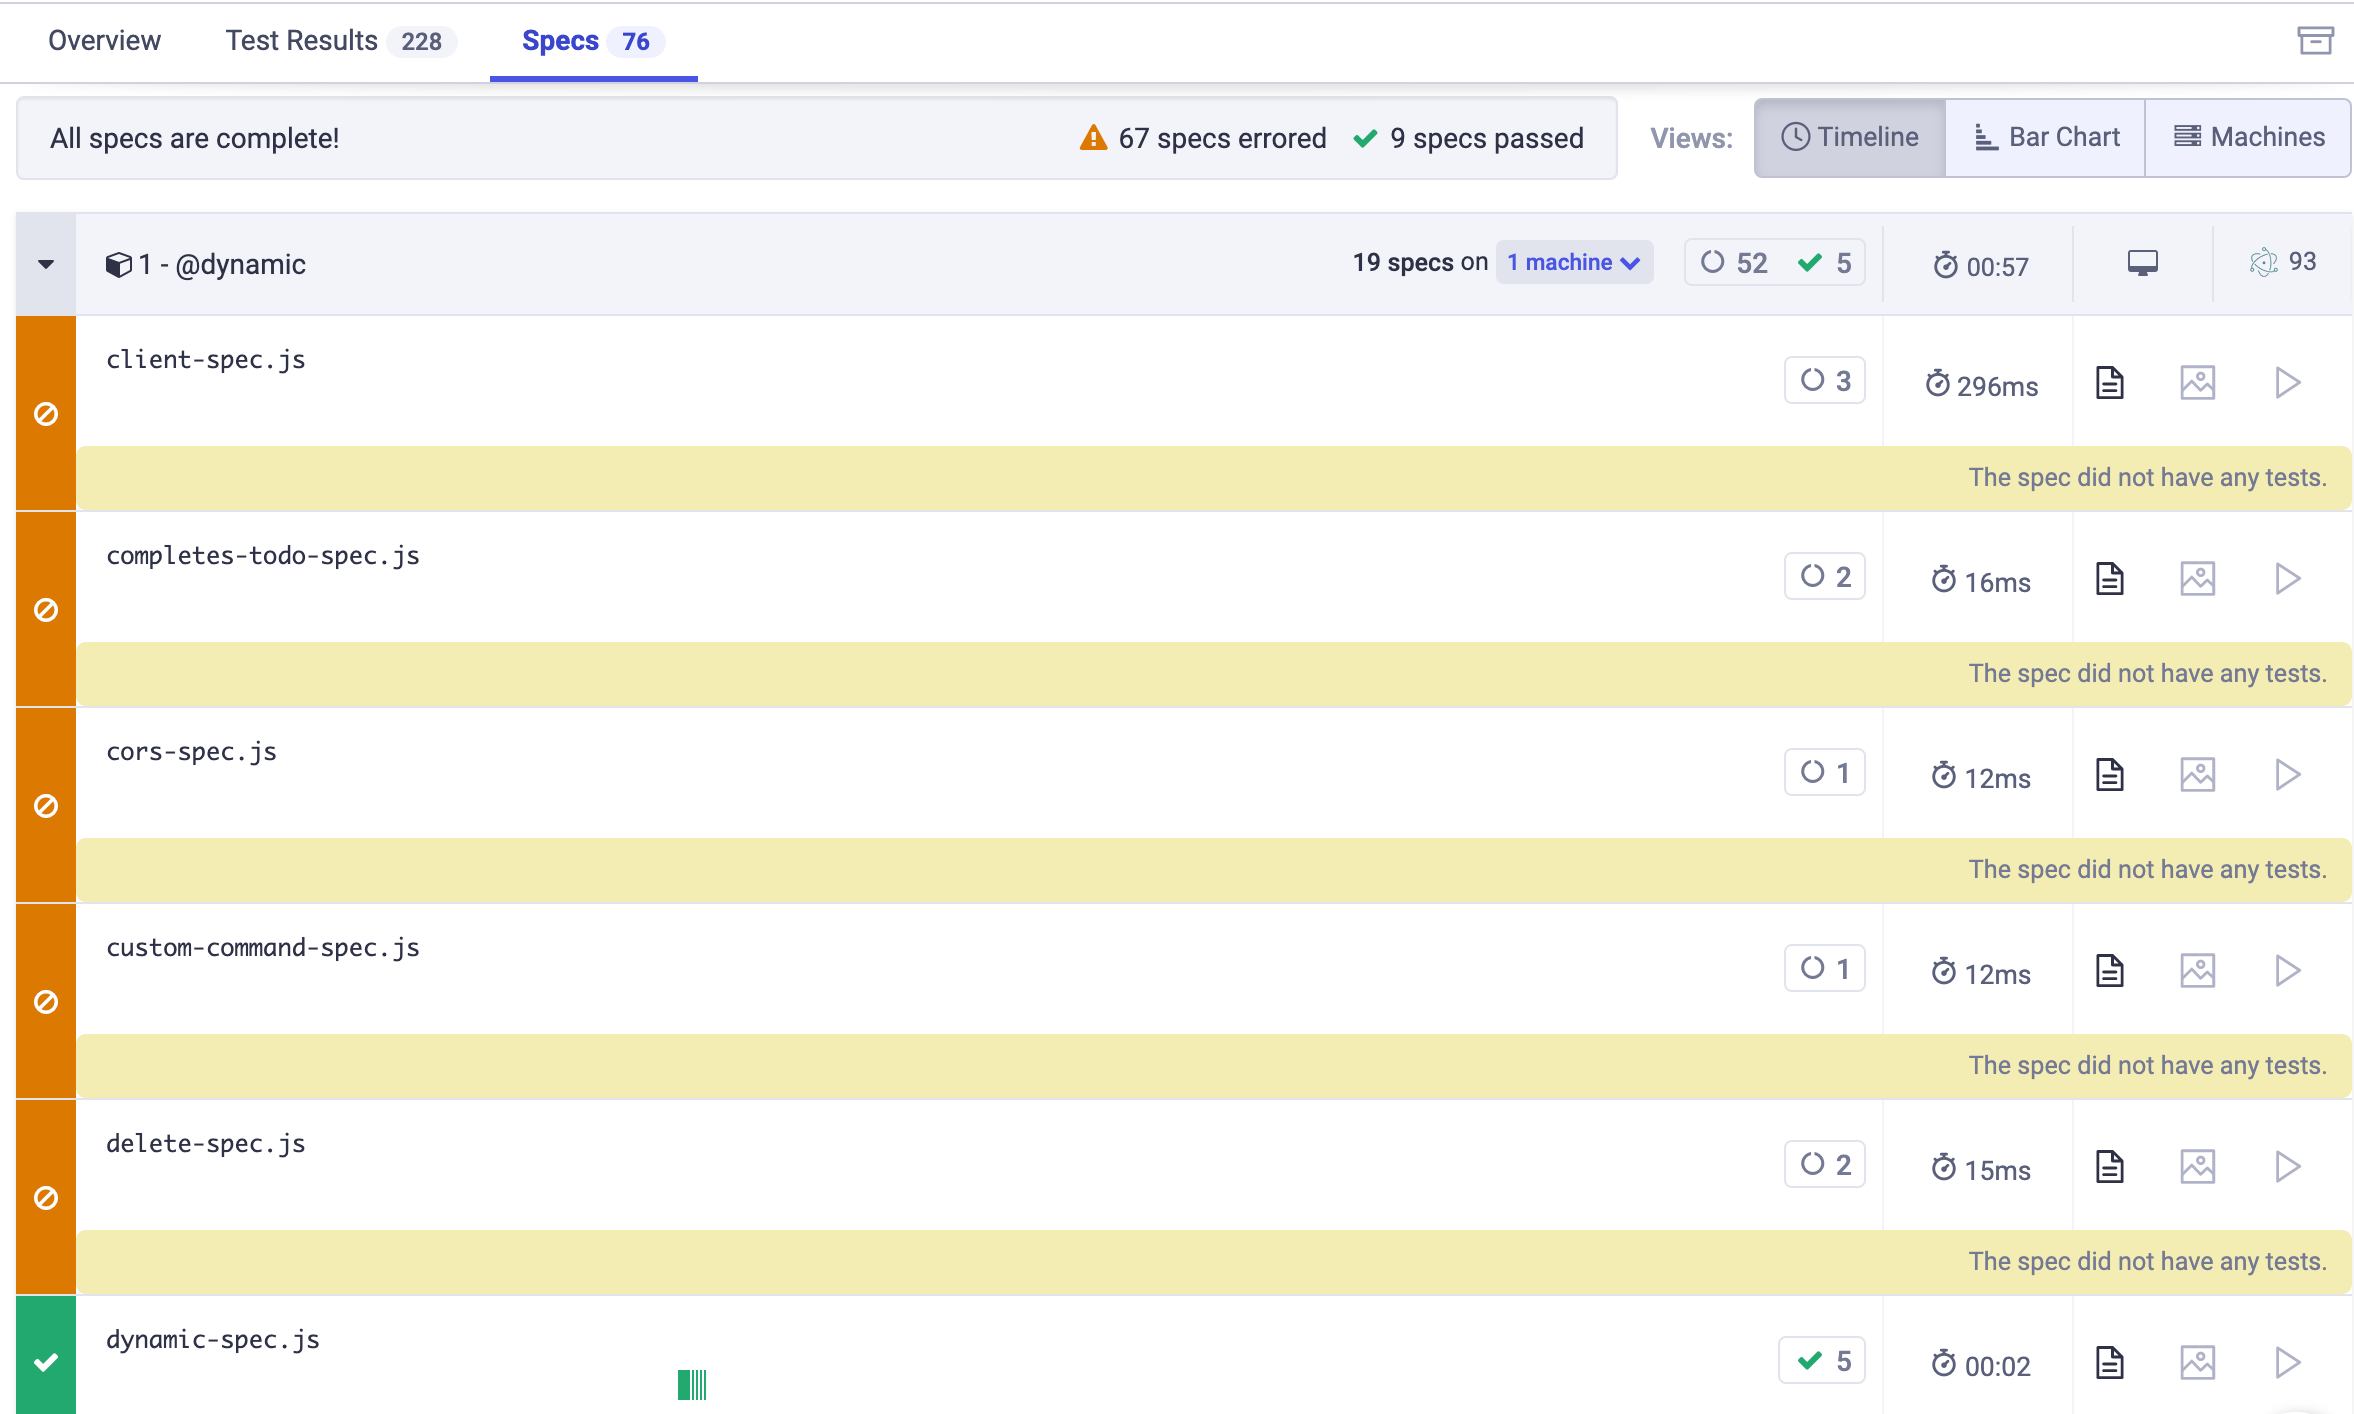 Overview Test Results 228 Specs 76
All specs are complete! 67 specs errored 9 specs passed Views: Timeline Bar Chart Machines
1 - @dynamic 19 specs on 1 machine 52 5 00:57 93
client-spec.js 3 296ms
The spec did not have any tests.
completes-todo-spec.js 2 16ms
The spec did not have any tests.
cors-spec.js 1 12ms
The spec did not have any tests.
custom-command-spec.js 1 12ms
The spec did not have any tests.
delete-spec.js 2 15ms
The spec did not have any tests.
dynamic-spec.js 5 00:02